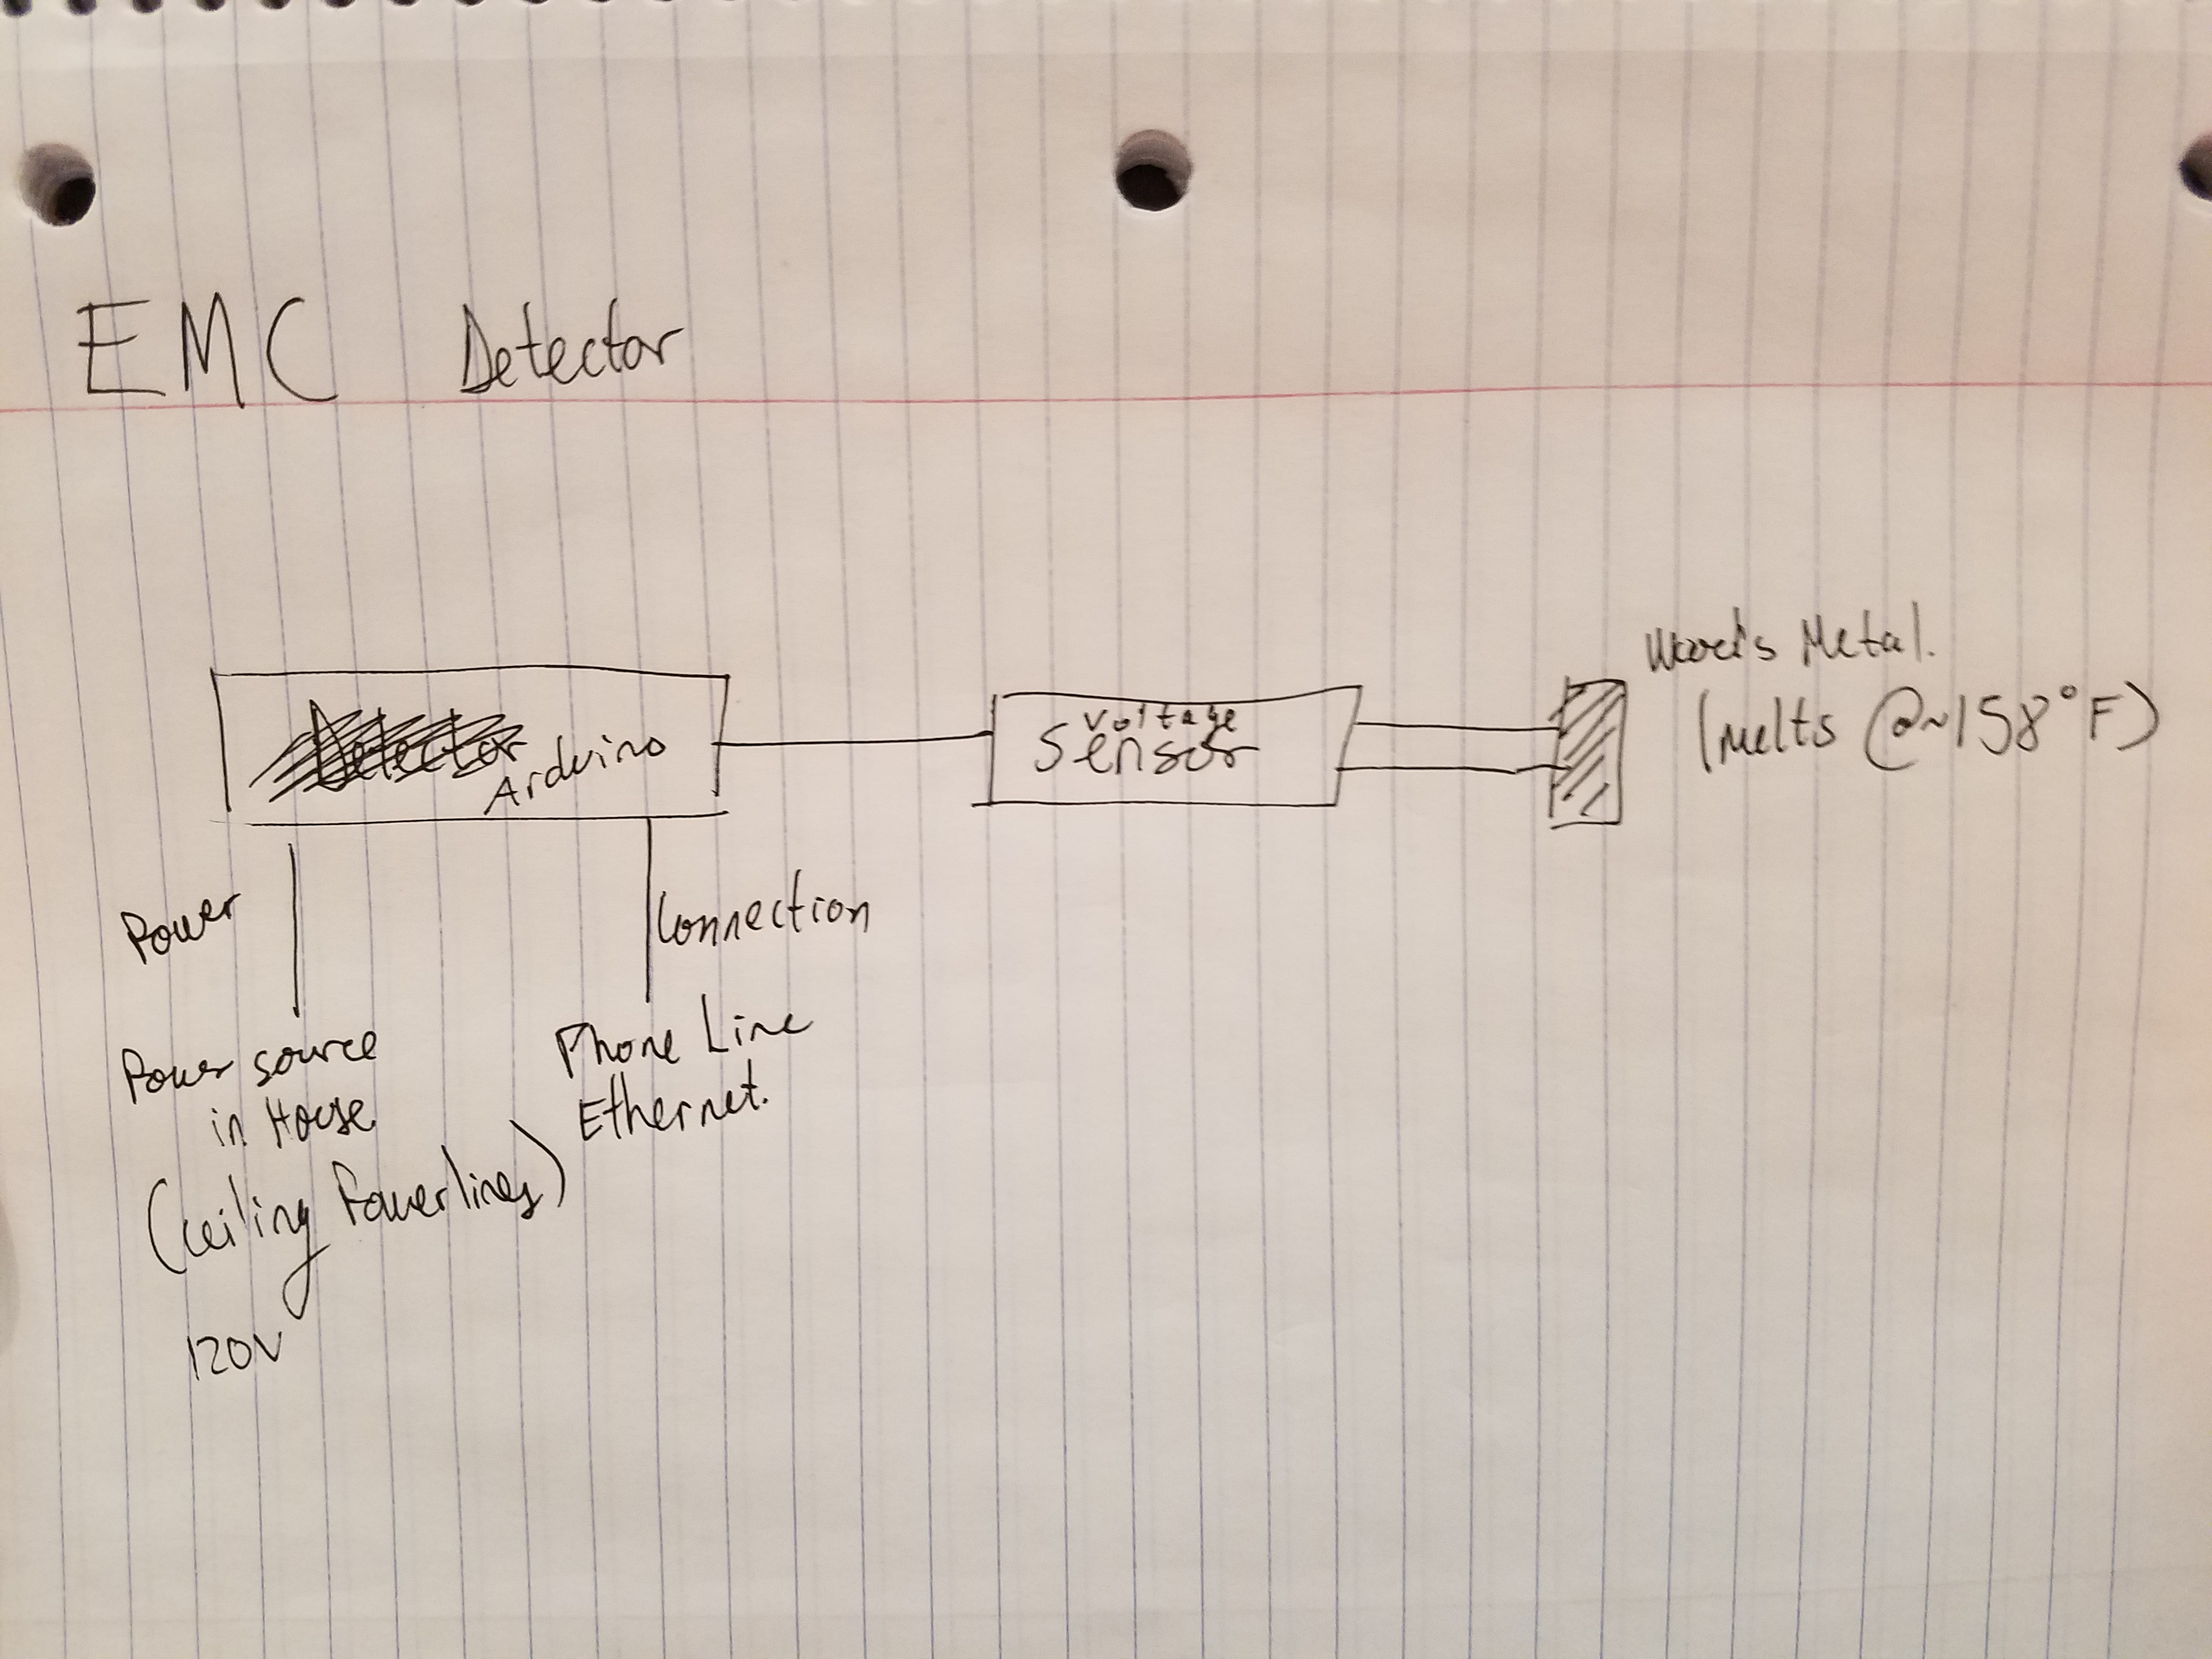 EMC Detector
Detector Arduino
voltage
Sensor
Wood's Metal.
(melts @~158°F)
Power
Connection
Power source
in House
(ceiling Powerlines)
120V
Phone Line
Ethernet.